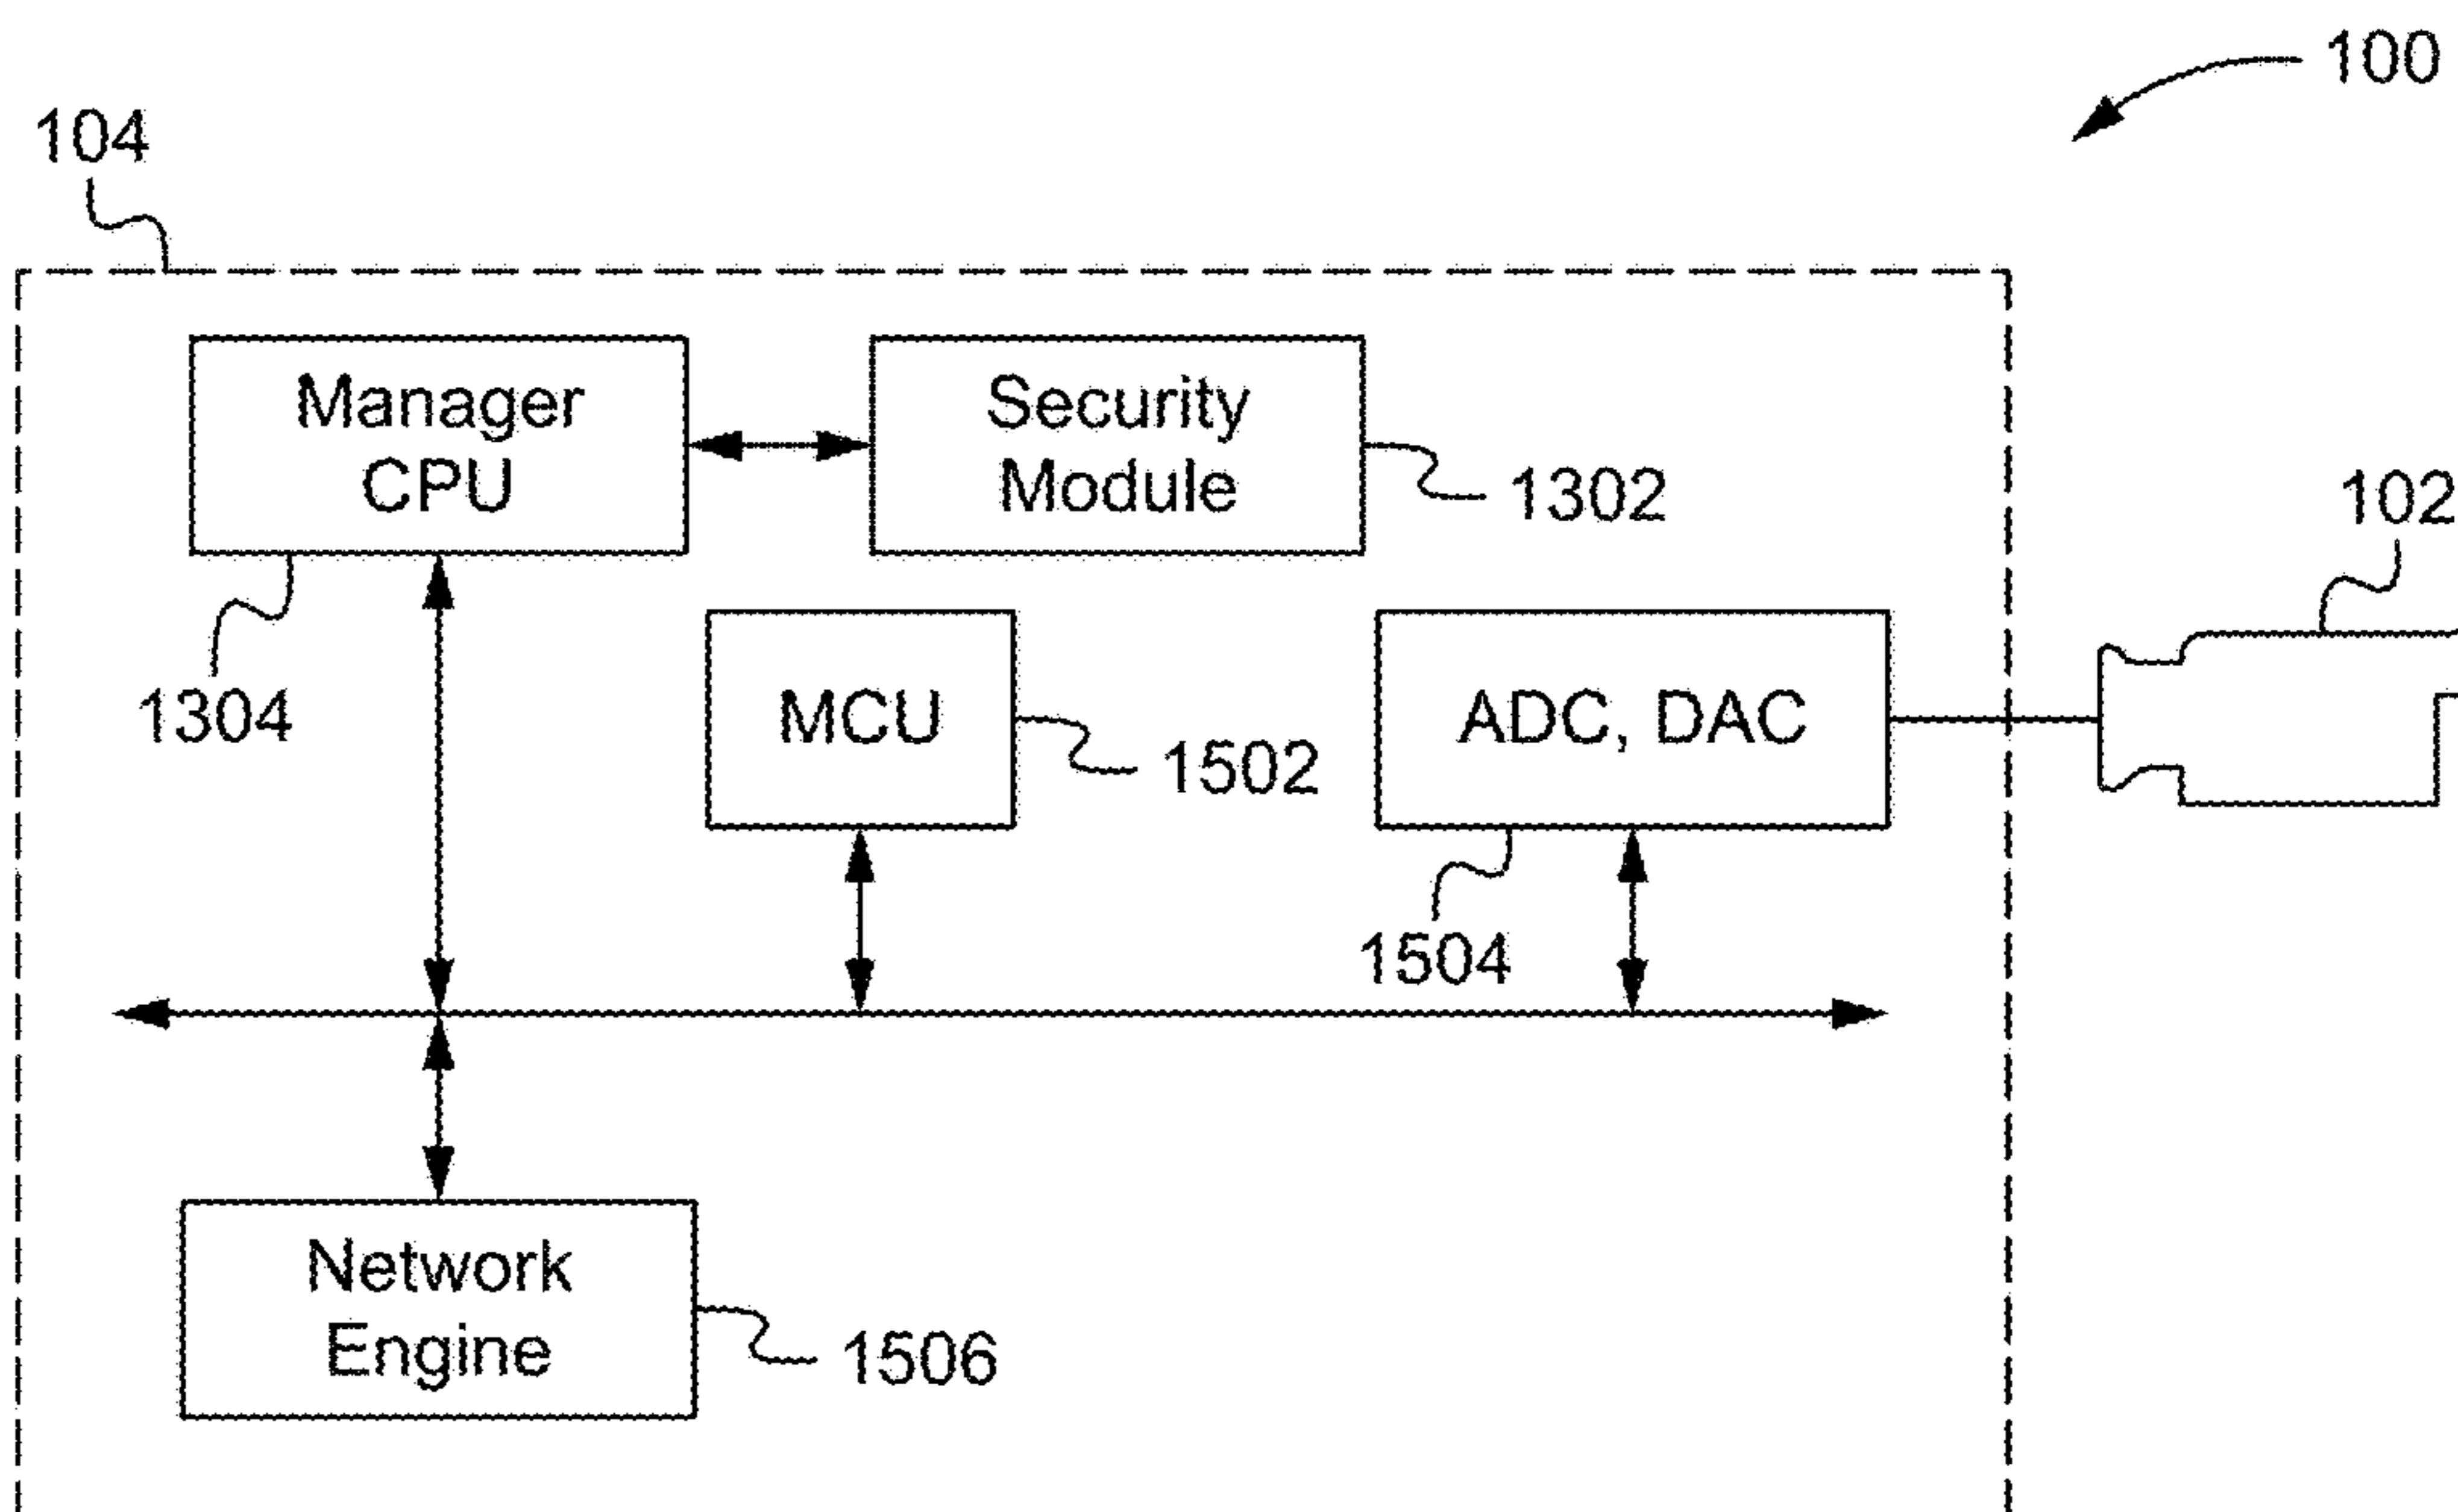 100
104
Manager
CPU
Security
Module
1302
102
1304
MCU
1502
ADC, DAC
1504
Network
Engine
1506